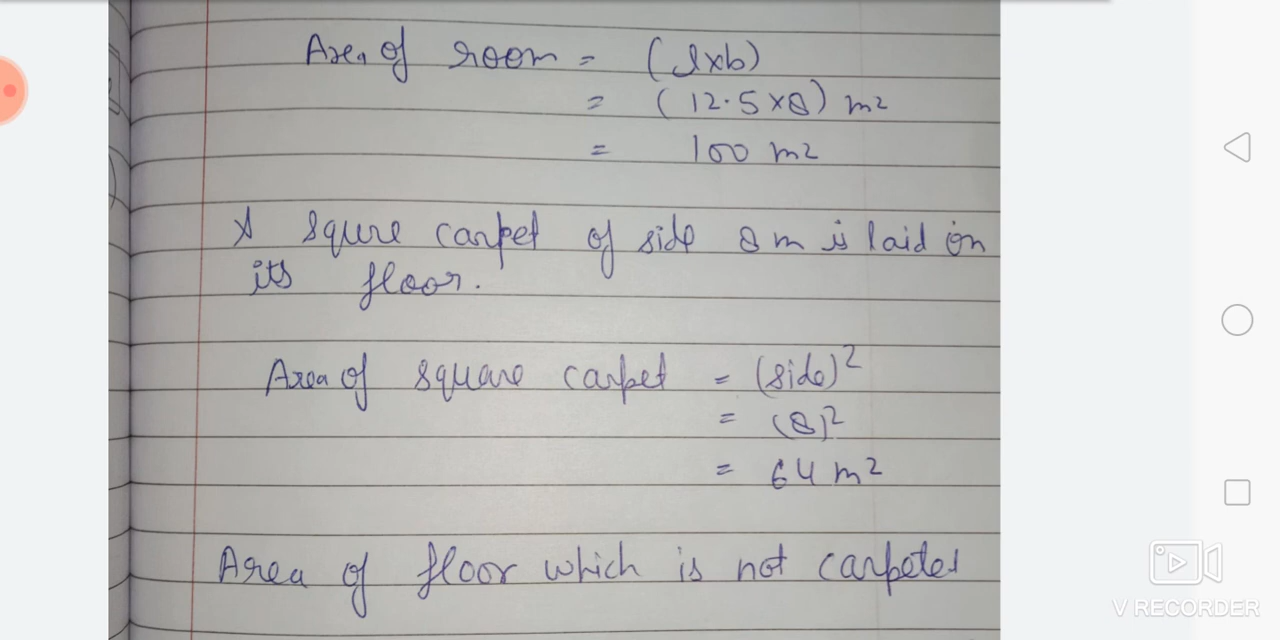 Area of room = (l×b)
= (12.5×8) m²
= 100 m²
A squre carpet of side 8 m is laid on
its floor.
Area of square carpet = (side)²
= (8)²
= 64 m²
Area of floor which is not carpeted
V RECORDER